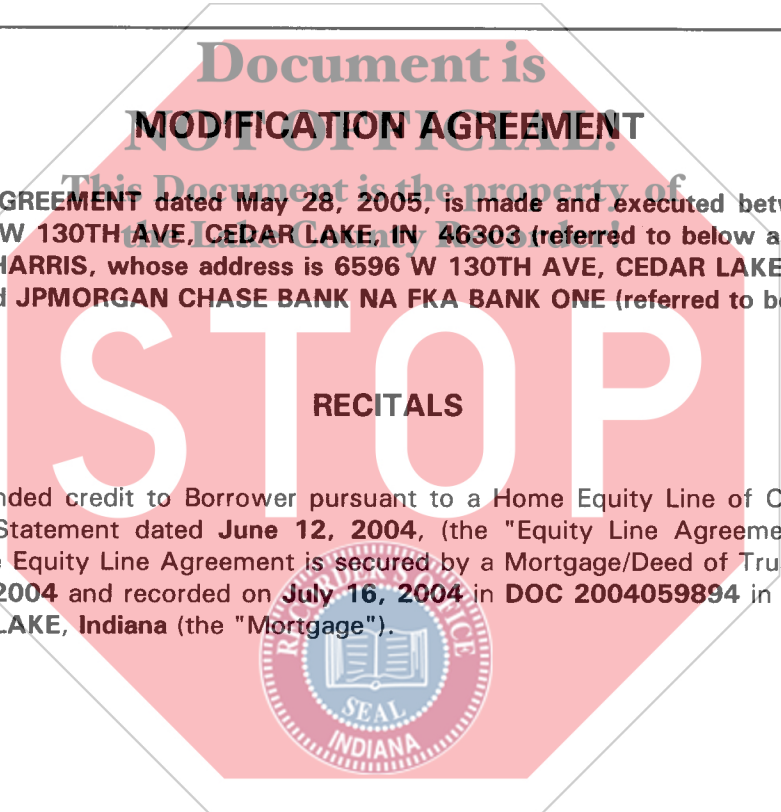 Document is
NOT OFFICIAL!
MODIFICATION AGREEMENT
This Document is the property of
the Lake County Recorder!
GREEMENT dated May 28, 2005, is made and executed betw
W 130TH AVE, CEDAR LAKE, IN 46303 (referred to below a
HARRIS, whose address is 6596 W 130TH AVE, CEDAR LAKE
JPMORGAN CHASE BANK NA FKA BANK ONE (referred to be
STOP
RECITALS
nded credit to Borrower pursuant to a Home Equity Line of C
Statement dated June 12, 2004, (the "Equity Line Agreeme
Equity Line Agreement is secured by a Mortgage/Deed of Tru
2004 and recorded on July 16, 2004 in DOC 2004059894 in
LAKE, Indiana (the "Mortgage").
RECORDER'S OFFICE
SEAL
INDIANA